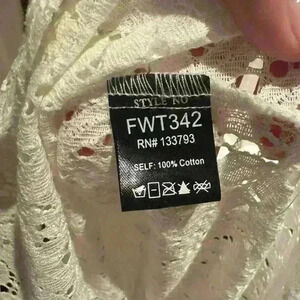 STYLE NO
FWT342
RN# 133793
SELF: 100% Cotton